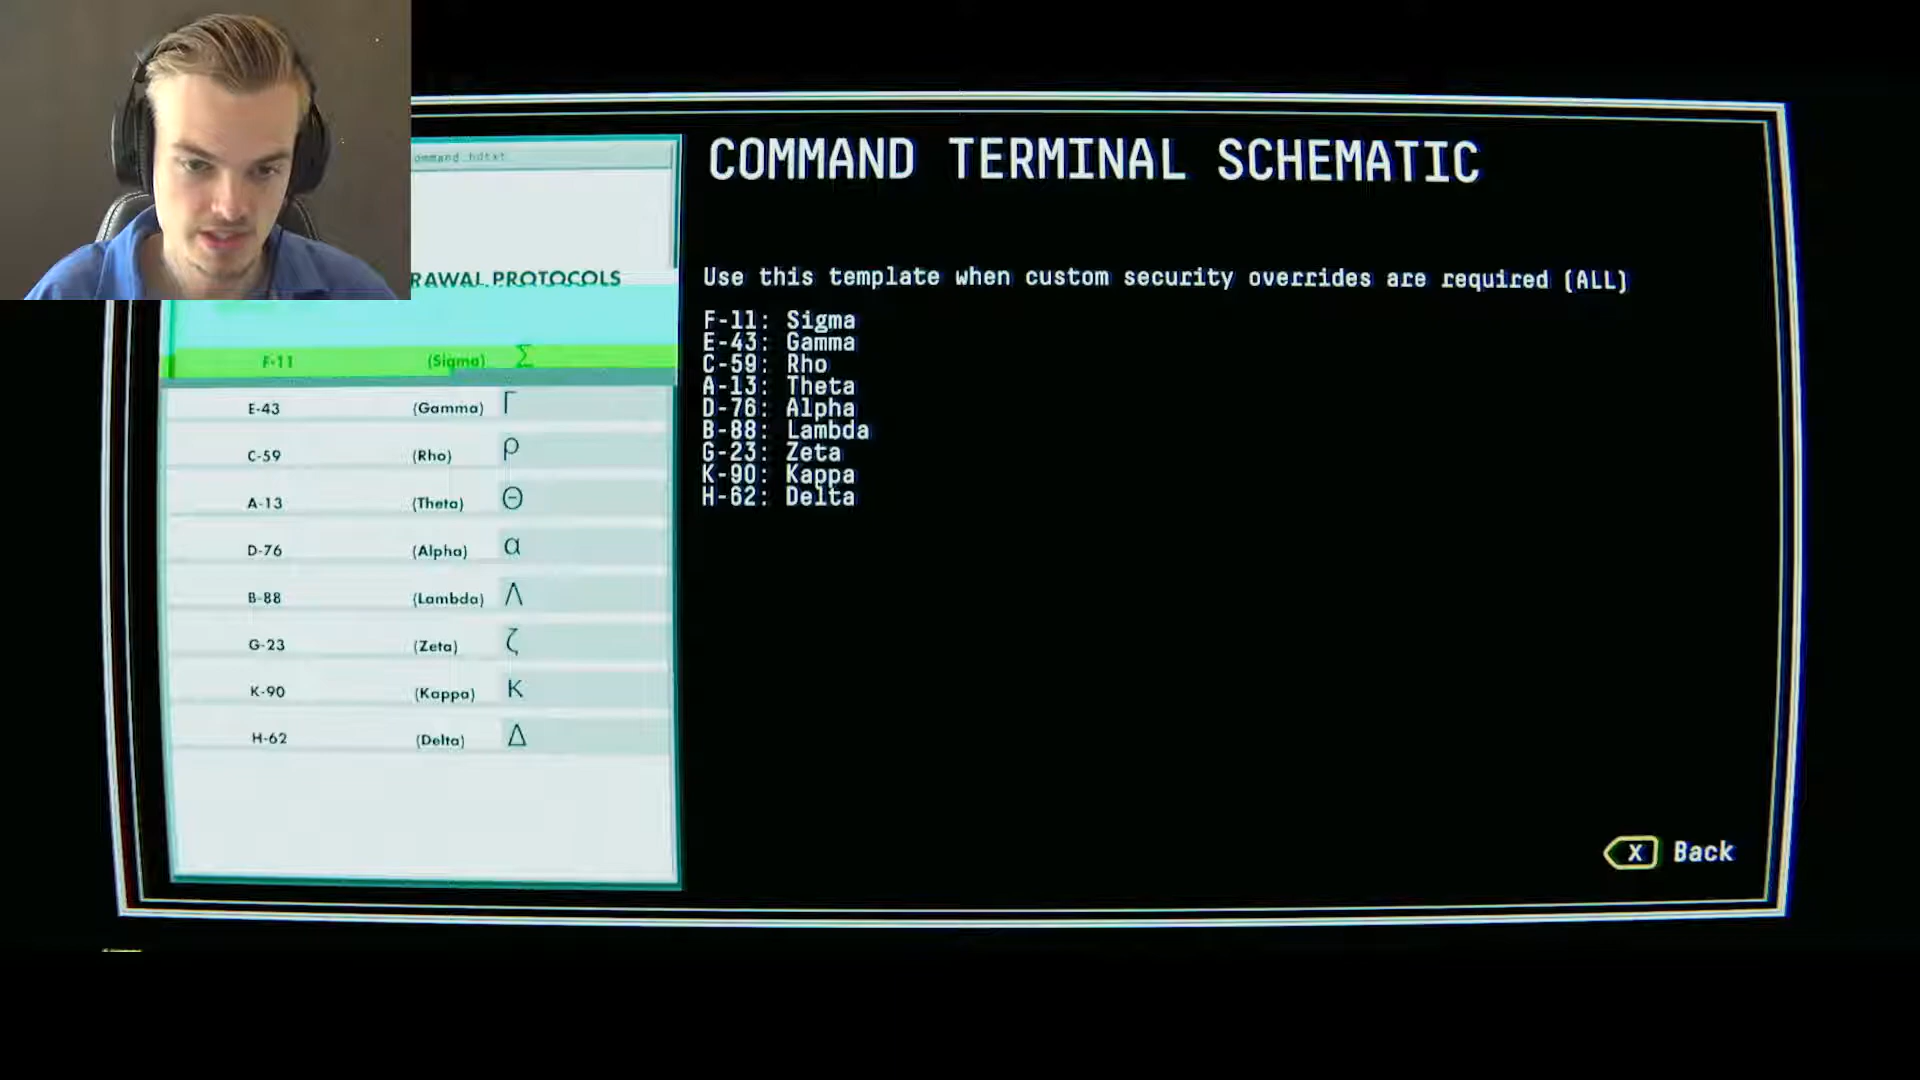 ommand_hdtxt
COMMAND TERMINAL SCHEMATIC
RAWAL PROTOCOLS
F-11 (Sigma) Σ
E-43 (Gamma) Γ
C-59 (Rho) ρ
A-13 (Theta) Θ
D-76 (Alpha) α
B-88 (Lambda) Λ
G-23 (Zeta) ζ
K-90 (Kappa) K
H-62 (Delta) Δ
Use this template when custom security overrides are required (ALL)
F-11: Sigma
E-43: Gamma
C-59: Rho
A-13: Theta
D-76: Alpha
B-88: Lambda
G-23: Zeta
K-90: Kappa
H-62: Delta
X Back